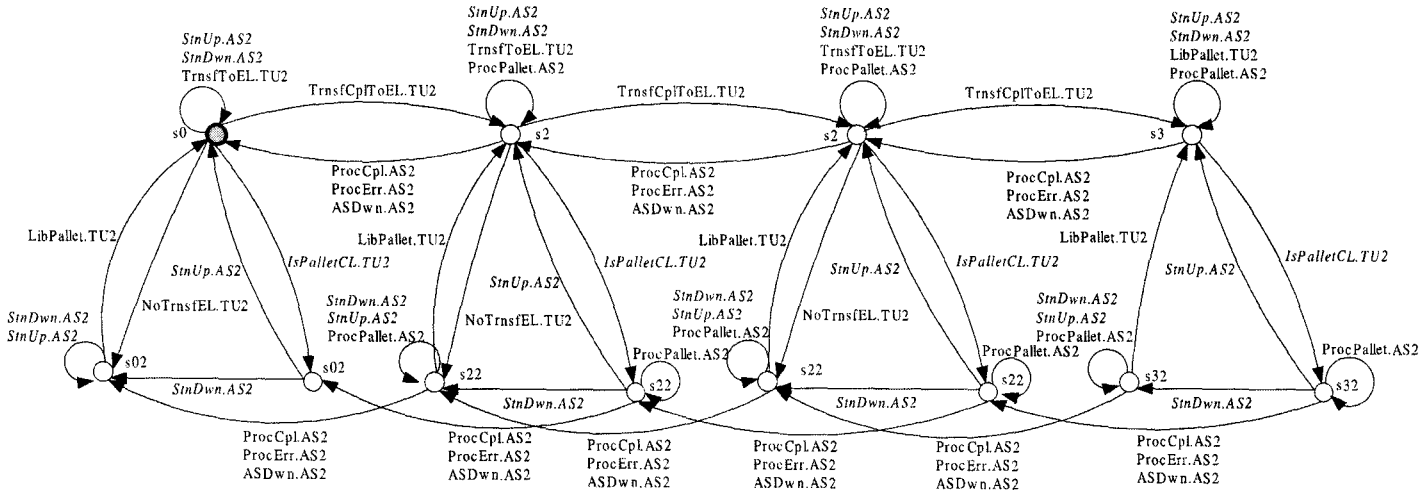 StnUp.AS2
StnDwn.AS2
TrnsfToEL.TU2
StnUp.AS2
StnDwn.AS2
TrnsfToEL.TU2
ProcPallet.AS2
StnUp.AS2
StnDwn.AS2
TrnsfToEL.TU2
ProcPallet.AS2
StnUp.AS2
StnDwn.AS2
LibPallet.TU2
ProcPallet.AS2
TrnsfCplToEL.TU2
TrnsfCplToEL.TU2
TrnsfCplToEL.TU2
s0
s2
s2
s3
ProcCpl.AS2
ProcErr.AS2
ASDwn.AS2
ProcCpl.AS2
ProcErr.AS2
ASDwn.AS2
ProcCpl.AS2
ProcErr.AS2
ASDwn.AS2
LibPallet.TU2
StnUp.AS2
IsPalletCL.TU2
NoTrnsfEL.TU2
LibPallet.TU2
StnUp.AS2
IsPalletCL.TU2
NoTrnsfEL.TU2
LibPallet.TU2
StnUp.AS2
IsPalletCL.TU2
NoTrnsfEL.TU2
LibPallet.TU2
StnUp.AS2
IsPalletCL.TU2
StnDwn.AS2
StnUp.AS2
StnDwn.AS2
StnUp.AS2
ProcPallet.AS2
StnDwn.AS2
StnUp.AS2
ProcPallet.AS2
StnDwn.AS2
StnUp.AS2
ProcPallet.AS2
ProcPallet.AS2
ProcPallet.AS2
ProcPallet.AS2
s02
s02
s22
s22
s22
s22
s32
s32
StnDwn.AS2
StnDwn.AS2
StnDwn.AS2
StnDwn.AS2
ProcCpl.AS2
ProcErr.AS2
ASDwn.AS2
ProcCpl.AS2
ProcErr.AS2
ASDwn.AS2
ProcCpl.AS2
ProcErr.AS2
ASDwn.AS2
ProcCpl.AS2
ProcErr.AS2
ASDwn.AS2
ProcCpl.AS2
ProcErr.AS2
ASDwn.AS2
ProcCpl.AS2
ProcErr.AS2
ASDwn.AS2